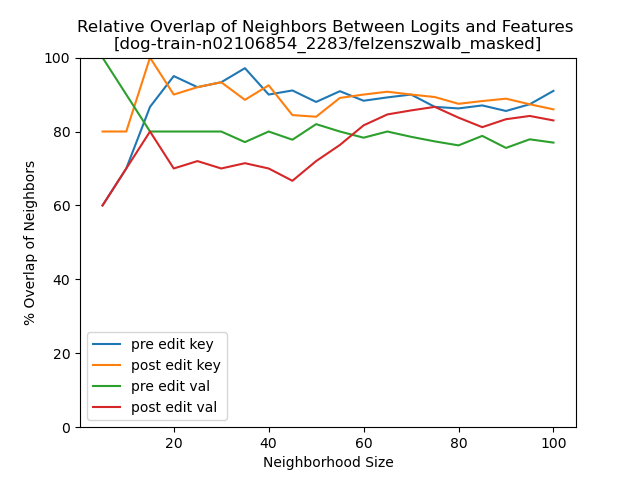 Relative Overlap of Neighbors Between Logits and Features
[dog-train-n02106854_2283/felzenszwalb_masked]
100
80
60
40
20
0
% Overlap of Neighbors
pre edit key
post edit key
pre edit val
post edit val
20 40 60 80 100
Neighborhood Size